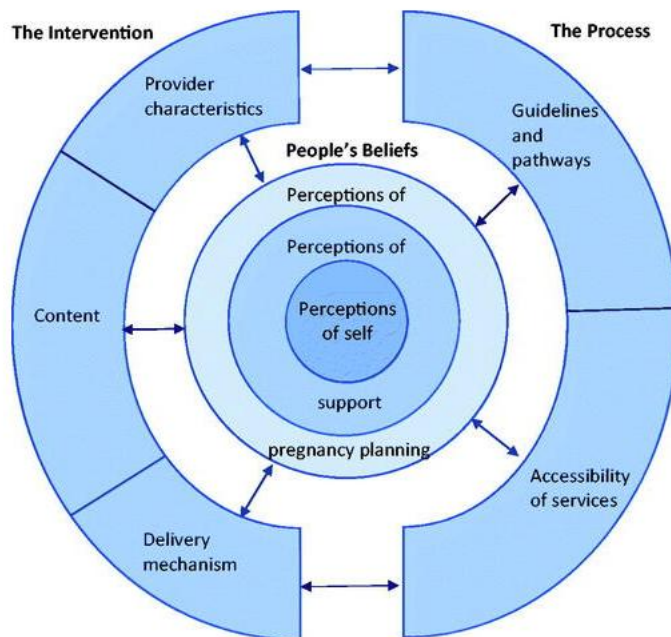 The Intervention
The Process
Provider
characteristics
Guidelines
and
pathways
People's Beliefs
Perceptions of
Perceptions of
Perceptions
of self
Content
support
pregnancy planning
Accessibility
of services
Delivery
mechanism